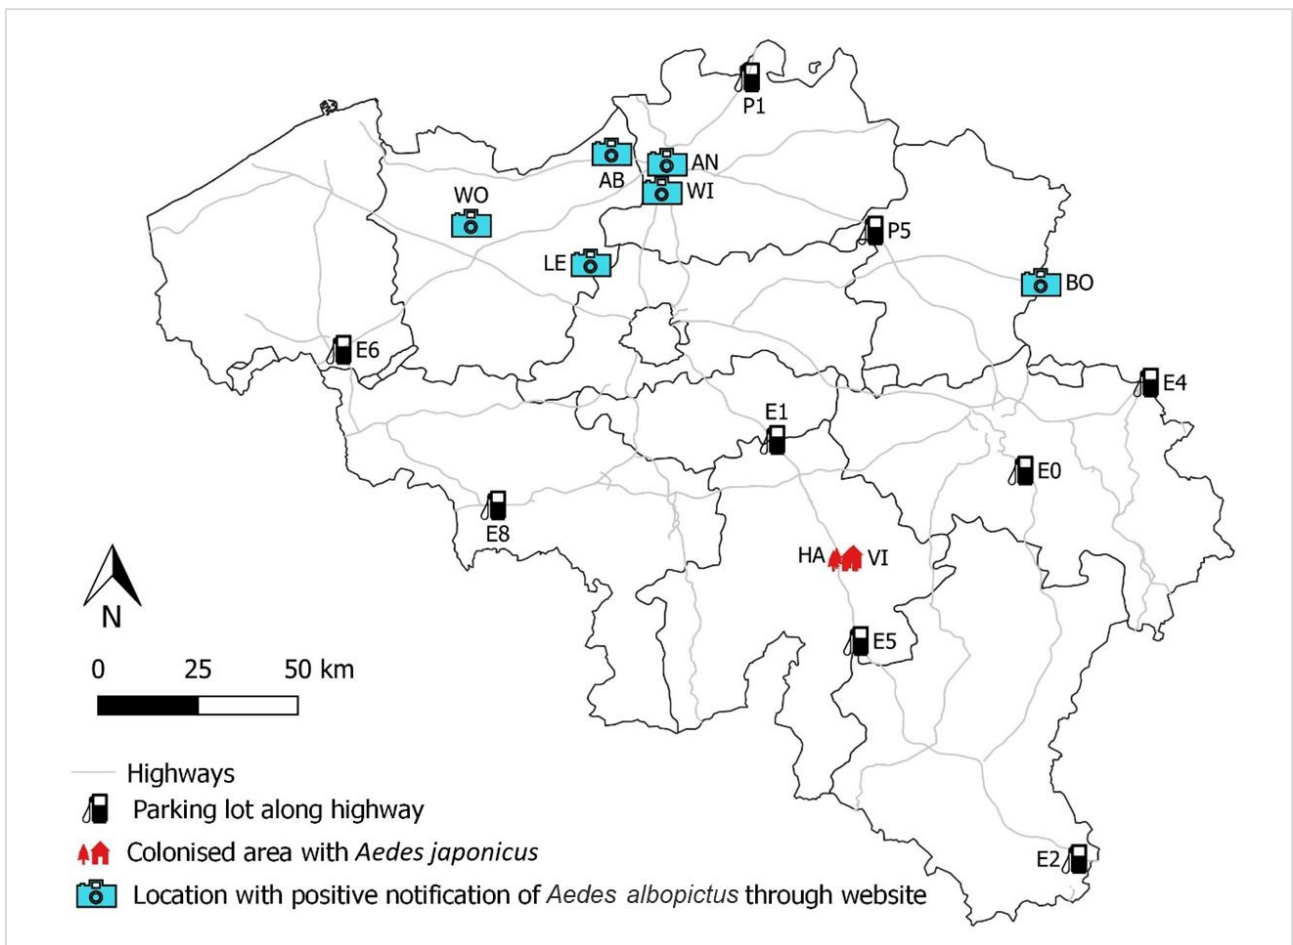 P1
AN
AB
WI
WO
P5
LE
BO
E6
E4
E1
E0
E8
HA VI
N
E5
0 25 50 km
Highways
Parking lot along highway
Colonised area with Aedes japonicus
E2
Location with positive notification of Aedes albopictus through website